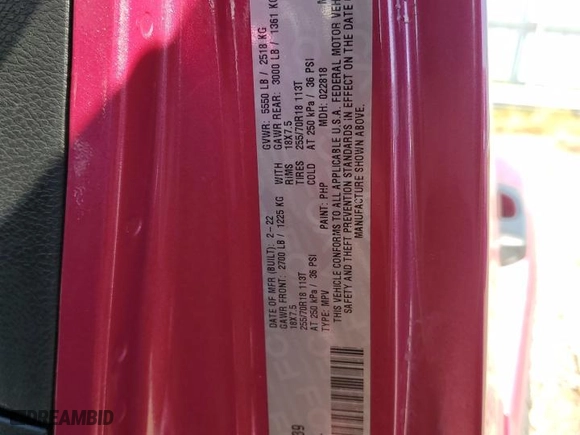 DATE OF MFR (BUILT): 2-22 GVWR: 5550 LB / 2518 KG
GAWR FRONT: 2700 LB / 1225 KG WITH GAWR REAR: 3000 LB / 1361 KG
18X7.5 RIMS 18X7.5
255/70R18 113T TIRES 255/70R18 113T
AT 250 kPa / 36 PSI COLD AT 250 kPa / 36 PSI
TYPE: MPV PAINT: PHP MDH: 022818
THIS VEHICLE CONFORMS TO ALL APPLICABLE U.S.A. FEDERAL MOTOR
SAFETY AND THEFT PREVENTION STANDARDS IN EFFECT ON THE DATE
MANUFACTURE SHOWN ABOVE.
DREAMBID